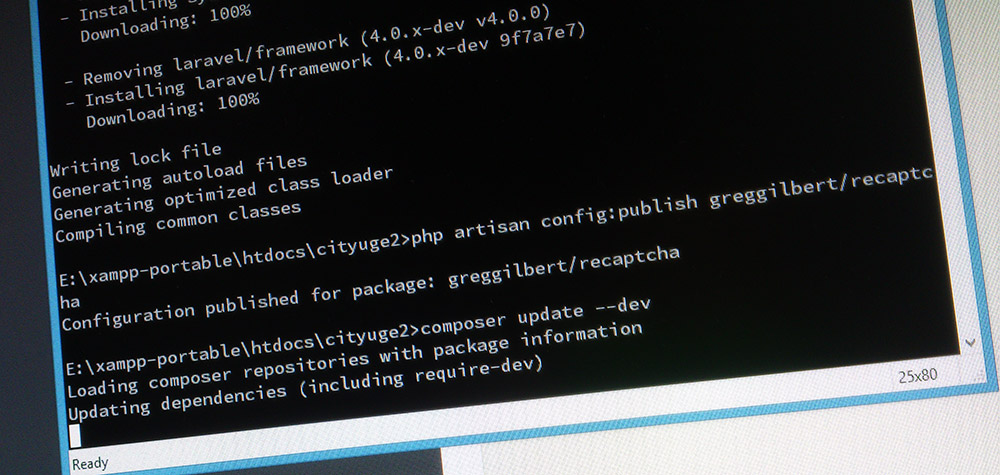 - Installing
Downloading: 100%
- Removing laravel/framework (4.0.x-dev v4.0.0)
- Installing laravel/framework (4.0.x-dev 9f7a7e7)
Downloading: 100%
Writing lock file
Generating autoload files
Generating optimized class loader
Compiling common classes
E:\xampp-portable\htdocs\cityuge2>php artisan config:publish greggilbert/recaptc
ha
Configuration published for package: greggilbert/recaptcha
E:\xampp-portable\htdocs\cityuge2>composer update --dev
Loading composer repositories with package information
Updating dependencies (including require-dev)
25x80
Ready